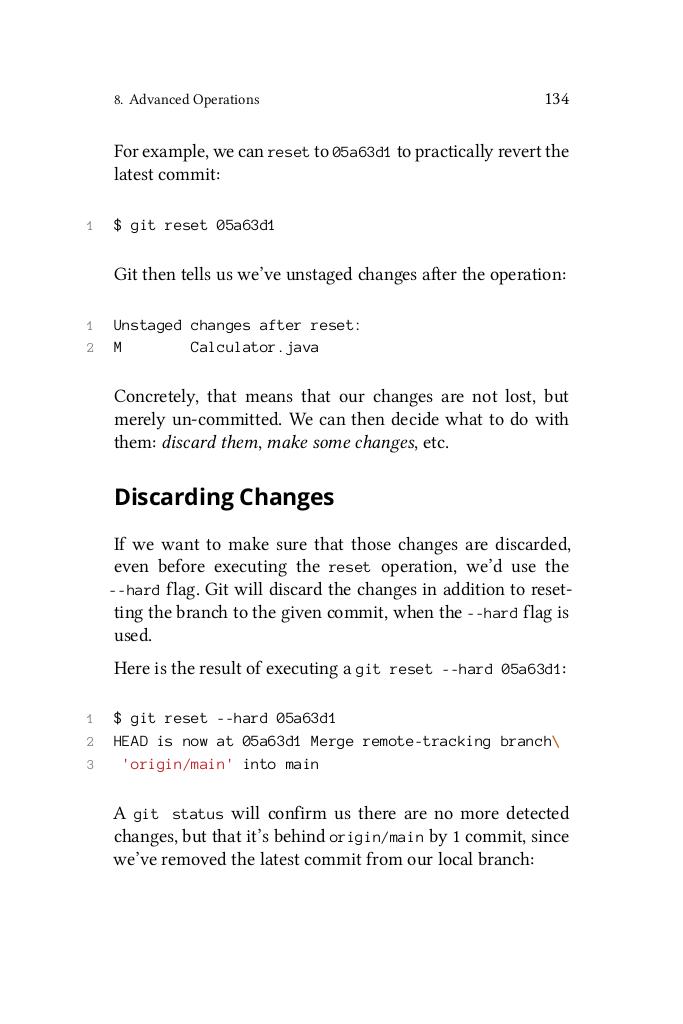 8. Advanced Operations 134
For example, we can reset to 05a63d1 to practically revert the
latest commit:
1 $ git reset 05a63d1
Git then tells us we’ve unstaged changes after the operation:
1 Unstaged changes after reset:
2 M Calculator.java
Concretely, that means that our changes are not lost, but
merely un-committed. We can then decide what to do with
them: discard them, make some changes, etc.
Discarding Changes
If we want to make sure that those changes are discarded,
even before executing the reset operation, we’d use the
--hard flag. Git will discard the changes in addition to reset-
ting the branch to the given commit, when the --hard flag is
used.
Here is the result of executing a git reset --hard 05a63d1:
1 $ git reset --hard 05a63d1
2 HEAD is now at 05a63d1 Merge remote-tracking branch\
3 'origin/main' into main
A git status will confirm us there are no more detected
changes, but that it’s behind origin/main by 1 commit, since
we’ve removed the latest commit from our local branch: